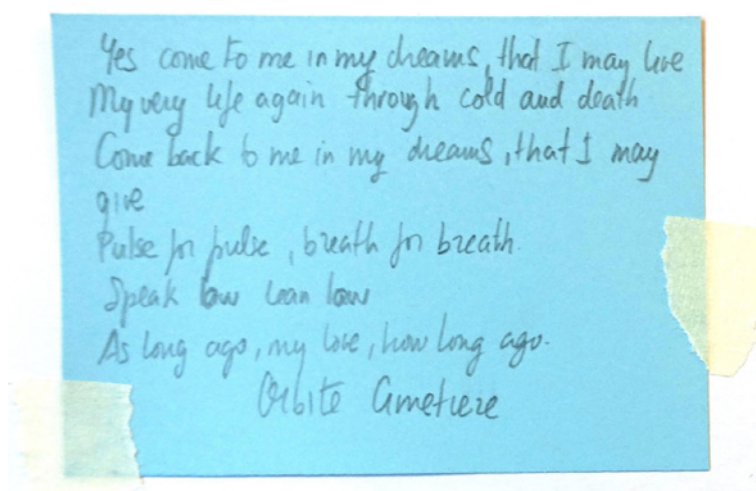 Yes come to me in my dreams, that I may live
My very life again through cold and death
Come back to me in my dreams, that I may
give
Pulse for pulse, breath for breath.
Speak low lean low
As long ago, my love, how long ago.
Orbite Cimetiere